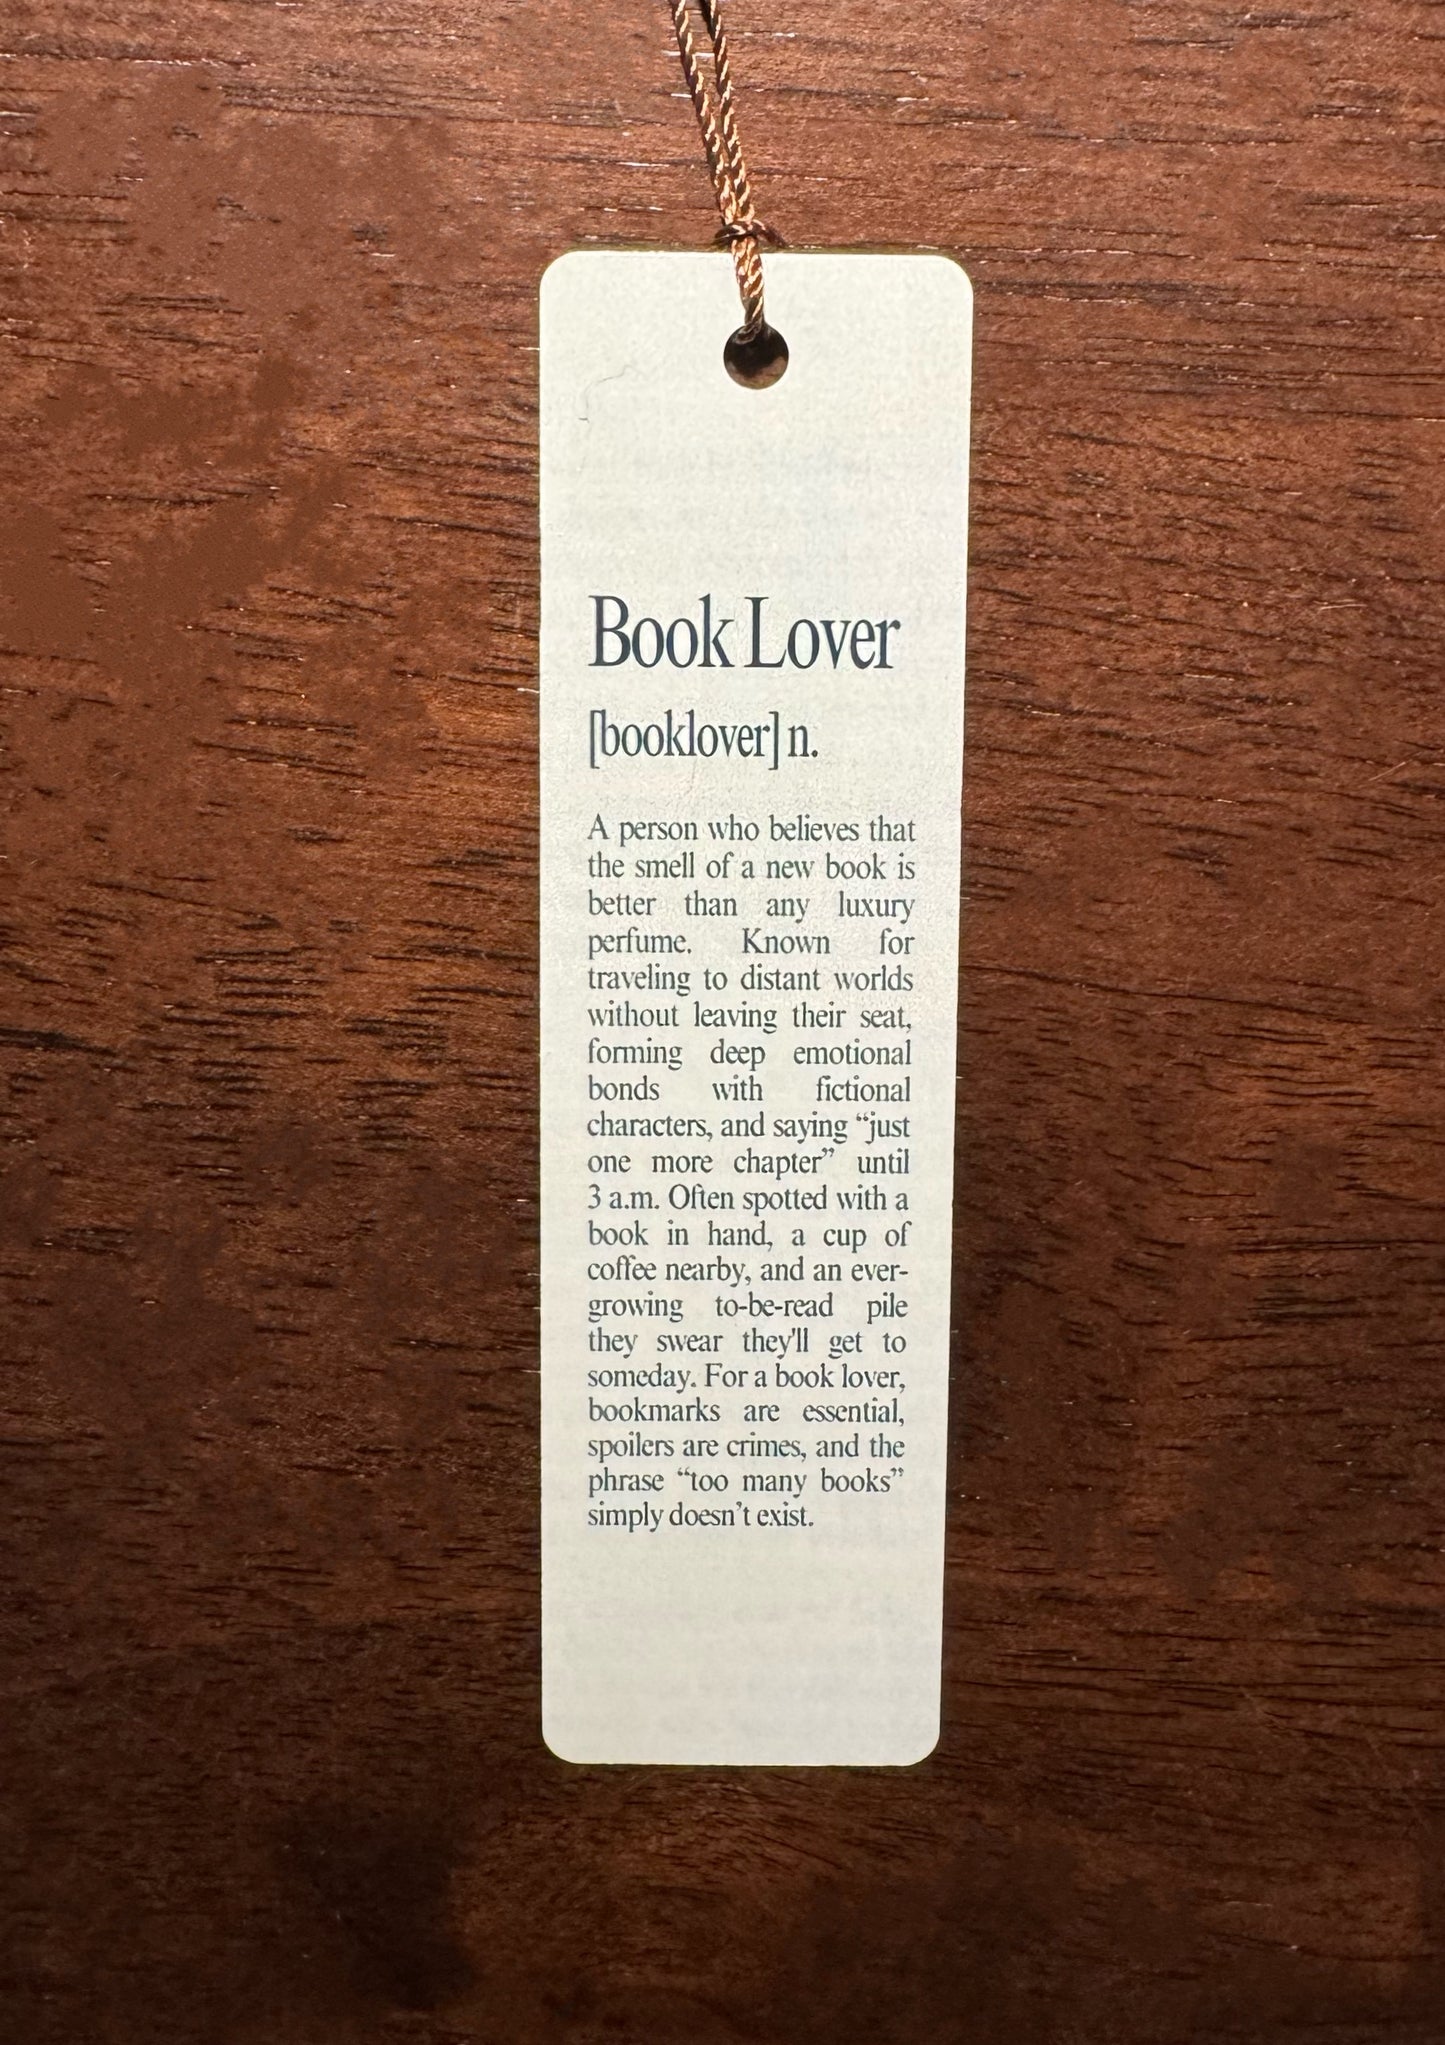 Book Lover
[booklover] n.
A person who believes that
the smell of a new book is
better than any luxury
perfume. Known for
traveling to distant worlds
without leaving their seat,
forming deep emotional
bonds with fictional
characters, and saying “just
one more chapter” until
3 a.m. Often spotted with a
book in hand, a cup of
coffee nearby, and an ever-
growing to-be-read pile
they swear they'll get to
someday. For a book lover,
bookmarks are essential,
spoilers are crimes, and the
phrase “too many books”
simply doesn’t exist.